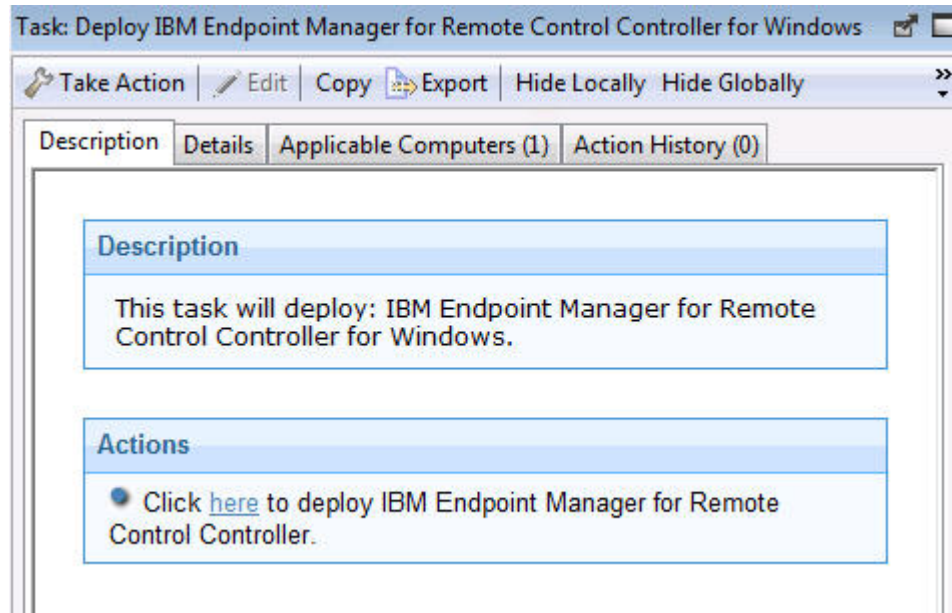 Task: Deploy IBM Endpoint Manager for Remote Control Controller for Windows
Take Action Edit Copy Export Hide Locally Hide Globally »
Description Details Applicable Computers (1) Action History (0)
Description
This task will deploy: IBM Endpoint Manager for Remote
Control Controller for Windows.
Actions
Click here to deploy IBM Endpoint Manager for Remote
Control Controller.